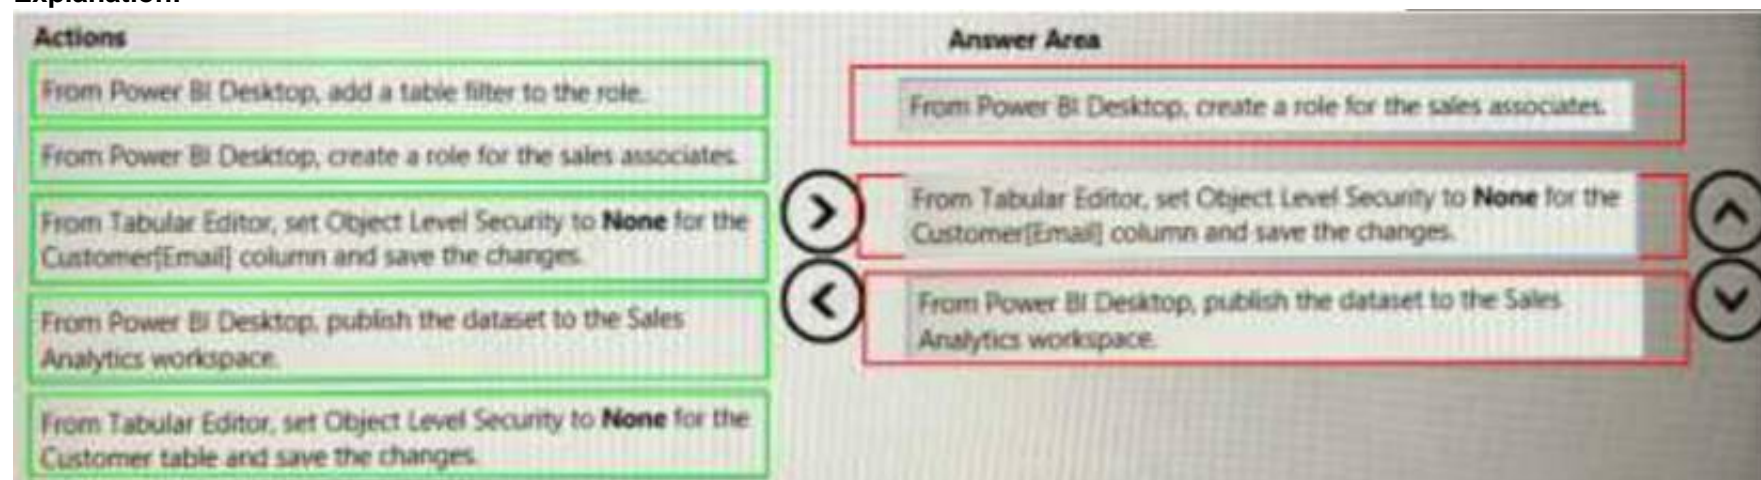 Actions
From Power BI Desktop, add a table filter to the role.
From Power BI Desktop, create a role for the sales associates.
From Tabular Editor, set Object Level Security to None for the
Customer[Email] column and save the changes.
From Power BI Desktop, publish the dataset to the Sales
Analytics workspace.
From Tabular Editor, set Object Level Security to None for the
Customer table and save the changes.
Answer Area
From Power BI Desktop, create a role for the sales associates.
From Tabular Editor, set Object Level Security to None for the
Customer[Email] column and save the changes.
From Power BI Desktop, publish the dataset to the Sales
Analytics workspace.